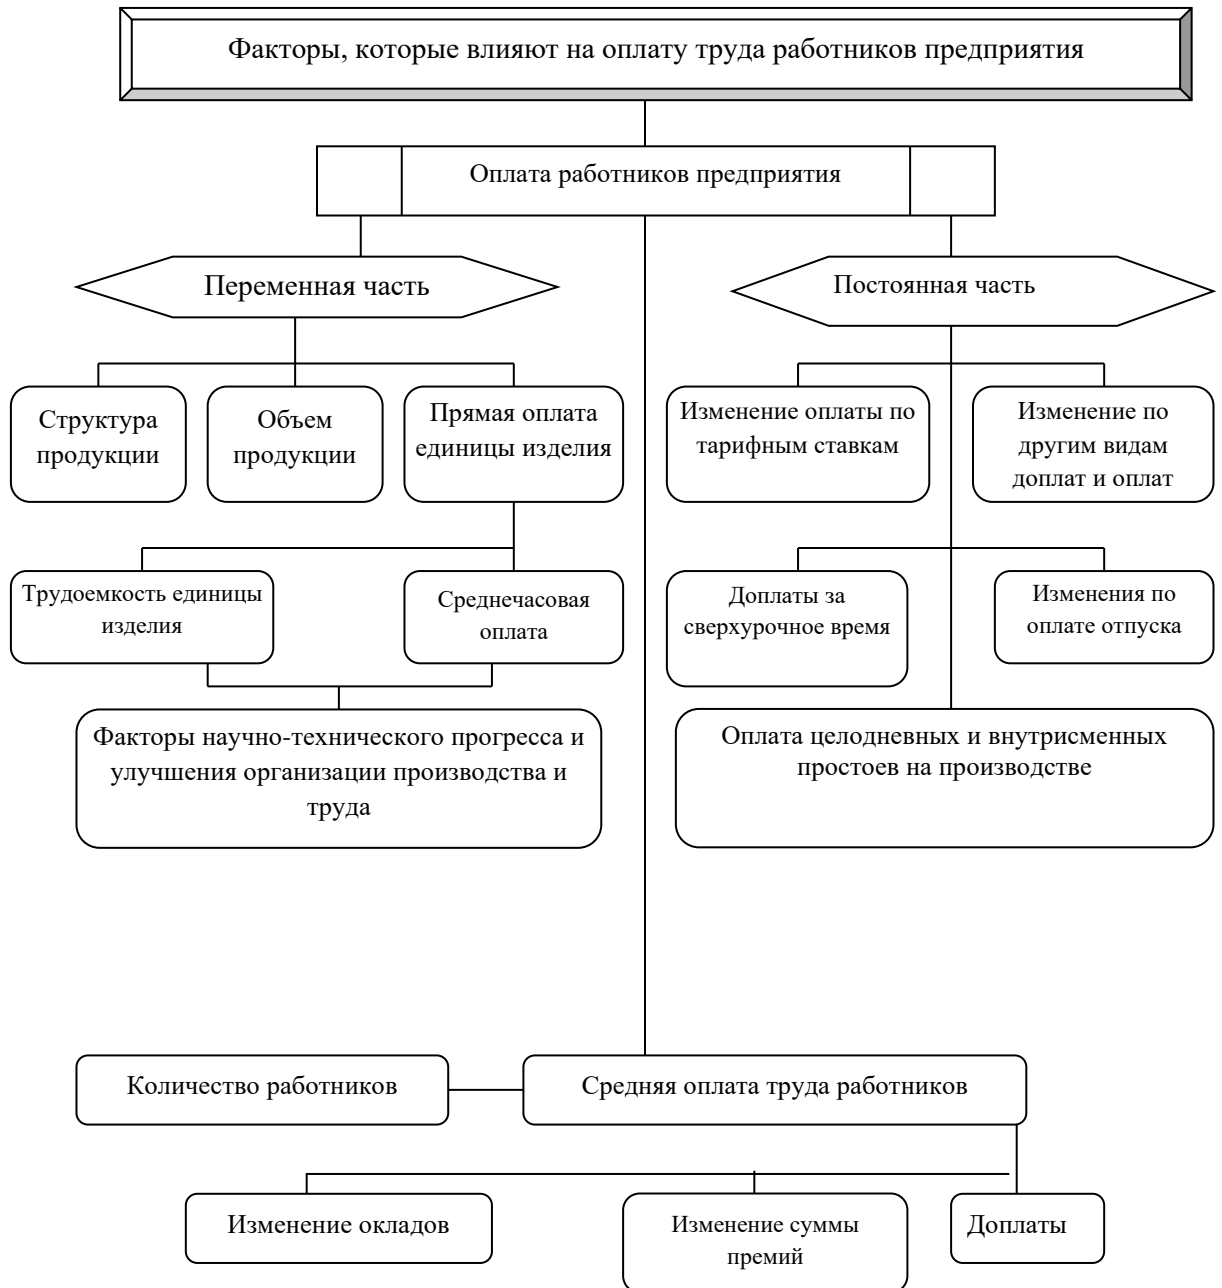 Факторы, которые влияют на оплату труда работников предприятия
Оплата работников предприятия
Переменная часть
Постоянная часть
Структура
продукции
Объем
продукции
Прямая оплата
единицы изделия
Изменение оплаты по
тарифным ставкам
Изменение по
другим видам
доплат и оплат
Трудоемкость единицы
изделия
Среднечасовая
оплата
Доплаты за
сверхурочное время
Изменения по
оплате отпуска
Факторы научно-технического прогресса и
улучшения организации производства и
труда
Оплата целодневных и внутрисменных
простоев на производстве
Количество работников
Средняя оплата труда работников
Изменение окладов
Изменение суммы
премий
Доплаты